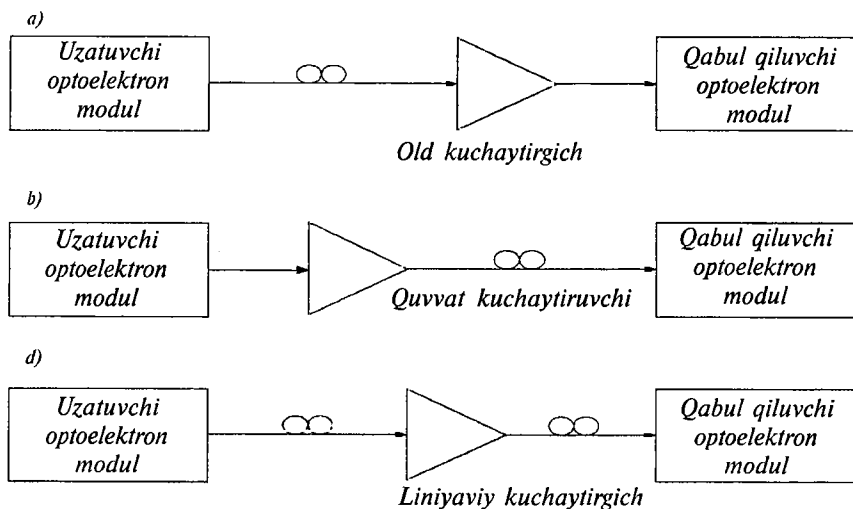 a)
Uzatuvchi
optoelektron
modul
Old kuchaytirgich
Qabul qiluvchi
optoelektron
modul
b)
Uzatuvchi
optoelektron
modul
Quvvat kuchaytiruvchi
Qabul qiluvchi
optoelektron
modul
d)
Uzatuvchi
optoelektron
modul
Liniyaviy kuchaytirgich
Qabul qiluvchi
optoelektron
modul